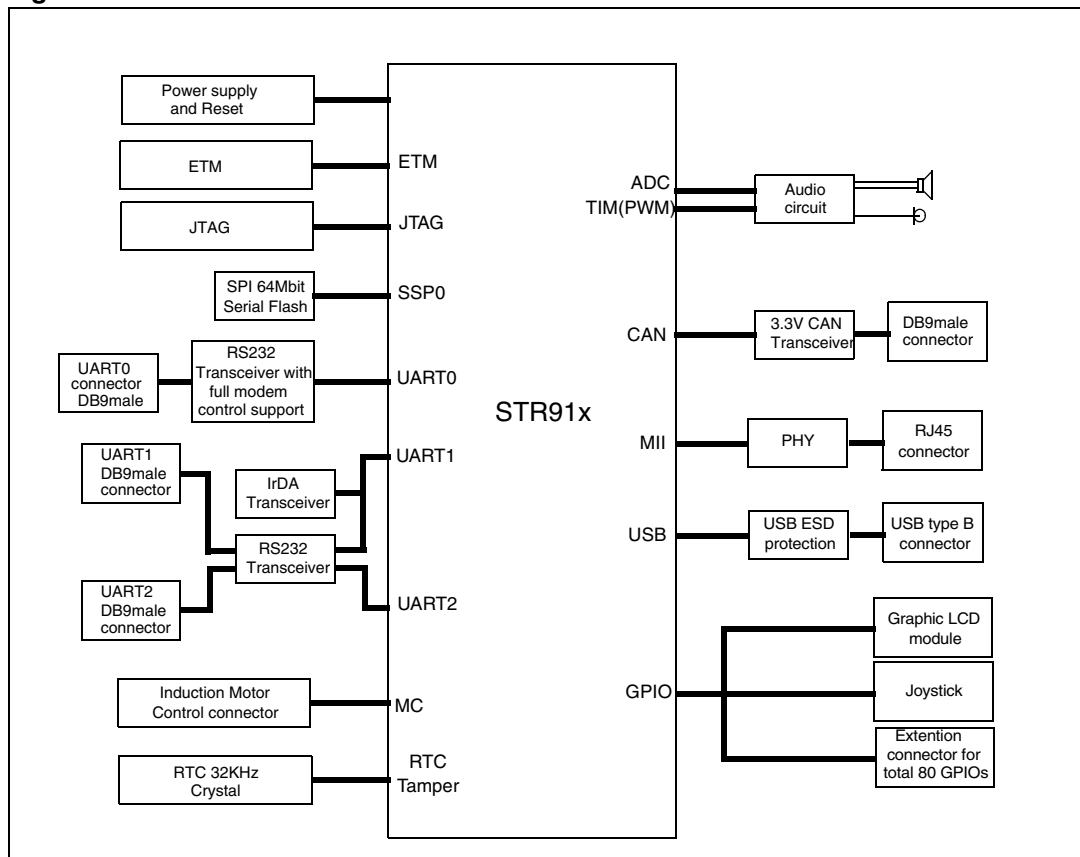 Power supply
and Reset
ETM
ETM
JTAG
JTAG
SPI 64Mbit
Serial Flash
SSP0
UART0
connector
DB9male
RS232
Transceiver with
full modem
control support
UART0
UART1
DB9male
connector
IrDA
Transceiver
UART1
RS232
Transceiver
UART2
DB9male
connector
UART2
Induction Motor
Control connector
MC
RTC 32KHz
Crystal
RTC
Tamper
STR91x
ADC
TIM(PWM)
Audio
circuit
CAN
3.3V CAN
Transceiver
DB9male
connector
MII
PHY
RJ45
connector
USB
USB ESD
protection
USB type B
connector
GPIO
Graphic LCD
module
Joystick
Extention
connector for
total 80 GPIOs